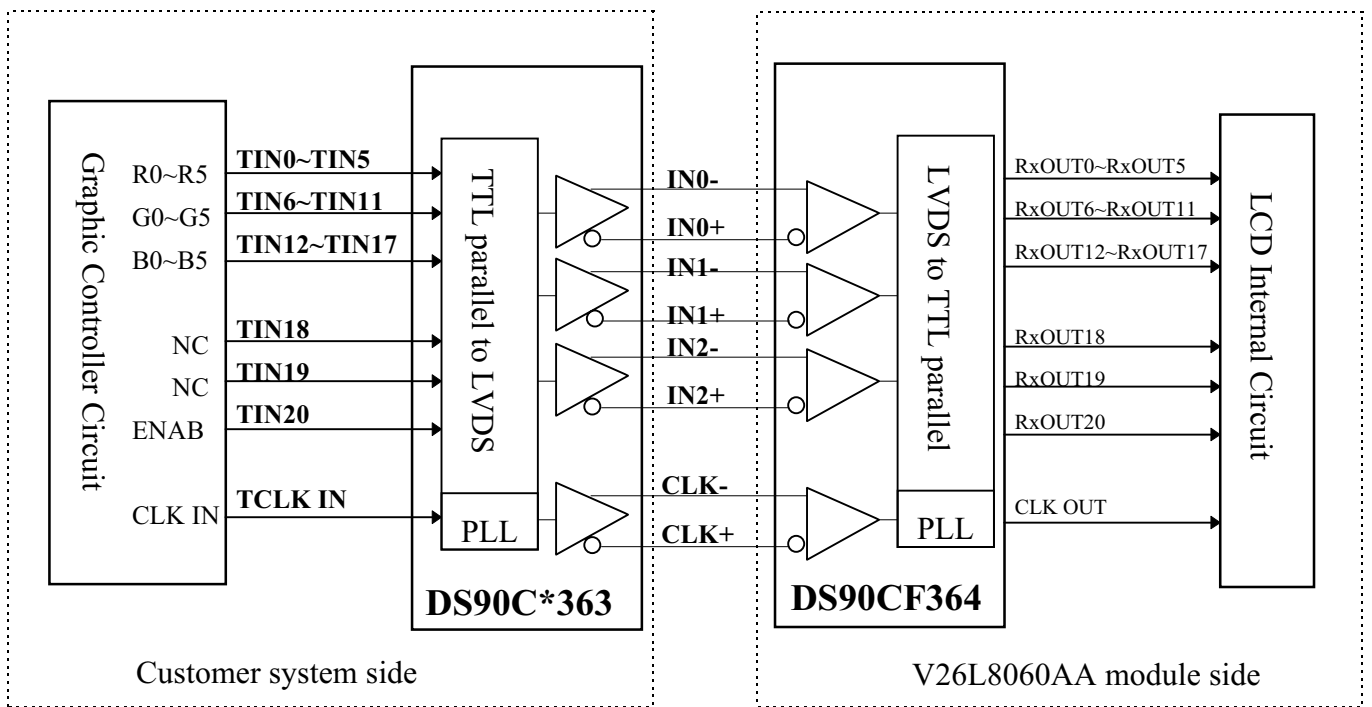 Graphic Controller Circuit
R0~R5
G0~G5
B0~B5
NC
NC
ENAB
CLK IN
TIN0~TIN5
TIN6~TIN11
TIN12~TIN17
TIN18
TIN19
TIN20
TCLK IN
TTL parallel to LVDS
PLL
DS90C*363
Customer system side
IN0-
IN0+
IN1-
IN1+
IN2-
IN2+
CLK-
CLK+
LVDS to TTL parallel
PLL
DS90CF364
RxOUT0~RxOUT5
RxOUT6~RxOUT11
RxOUT12~RxOUT17
RxOUT18
RxOUT19
RxOUT20
CLK OUT
LCD Internal Circuit
V26L8060AA module side